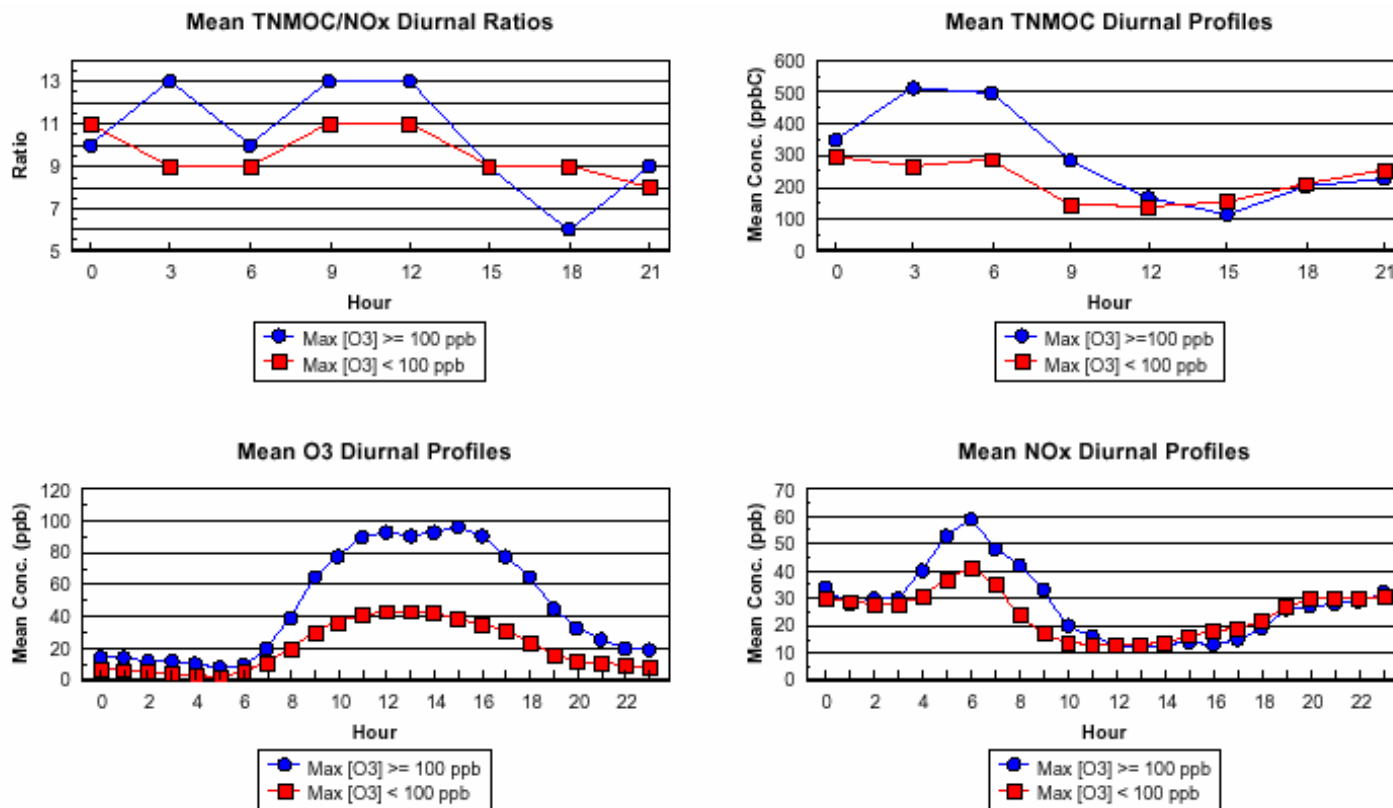 Mean TNMOC/NOx Diurnal Ratios
Ratio
13
11
9
7
5
0 3 6 9 12 15 18 21
Hour
Max [O3] >= 100 ppb
Max [O3] < 100 ppb
Mean TNMOC Diurnal Profiles
Mean Conc. (ppbC)
600
500
400
300
200
100
0
0 3 6 9 12 15 18 21
Hour
Max [O3] >=100 ppb
Max [O3] < 100 ppb
Mean O3 Diurnal Profiles
Mean Conc. (ppb)
120
100
80
60
40
20
0
0 2 4 6 8 10 12 14 16 18 20 22
Hour
Max [O3] >= 100 ppb
Max [O3] < 100 ppb
Mean NOx Diurnal Profiles
Mean Conc. (ppb)
70
60
50
40
30
20
10
0
0 2 4 6 8 10 12 14 16 18 20 22
Hour
Max [O3] >= 100 ppb
Max [O3] < 100 ppb